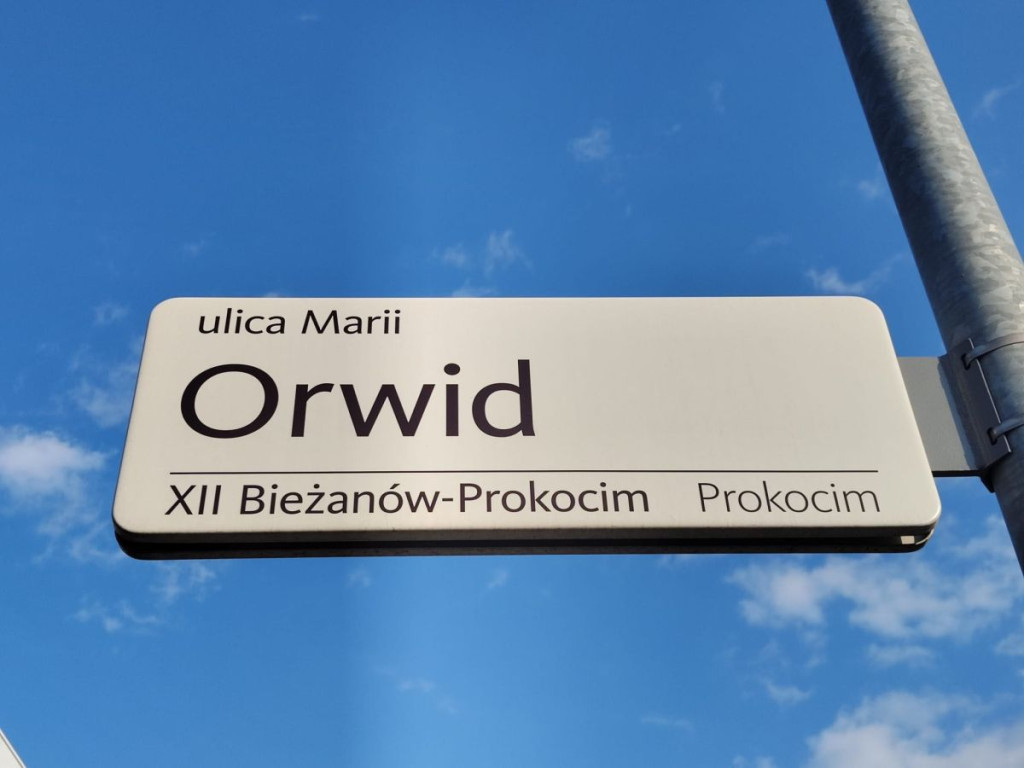 ulica Marii
Orwid
XII Bieżanów-Prokocim Prokocim